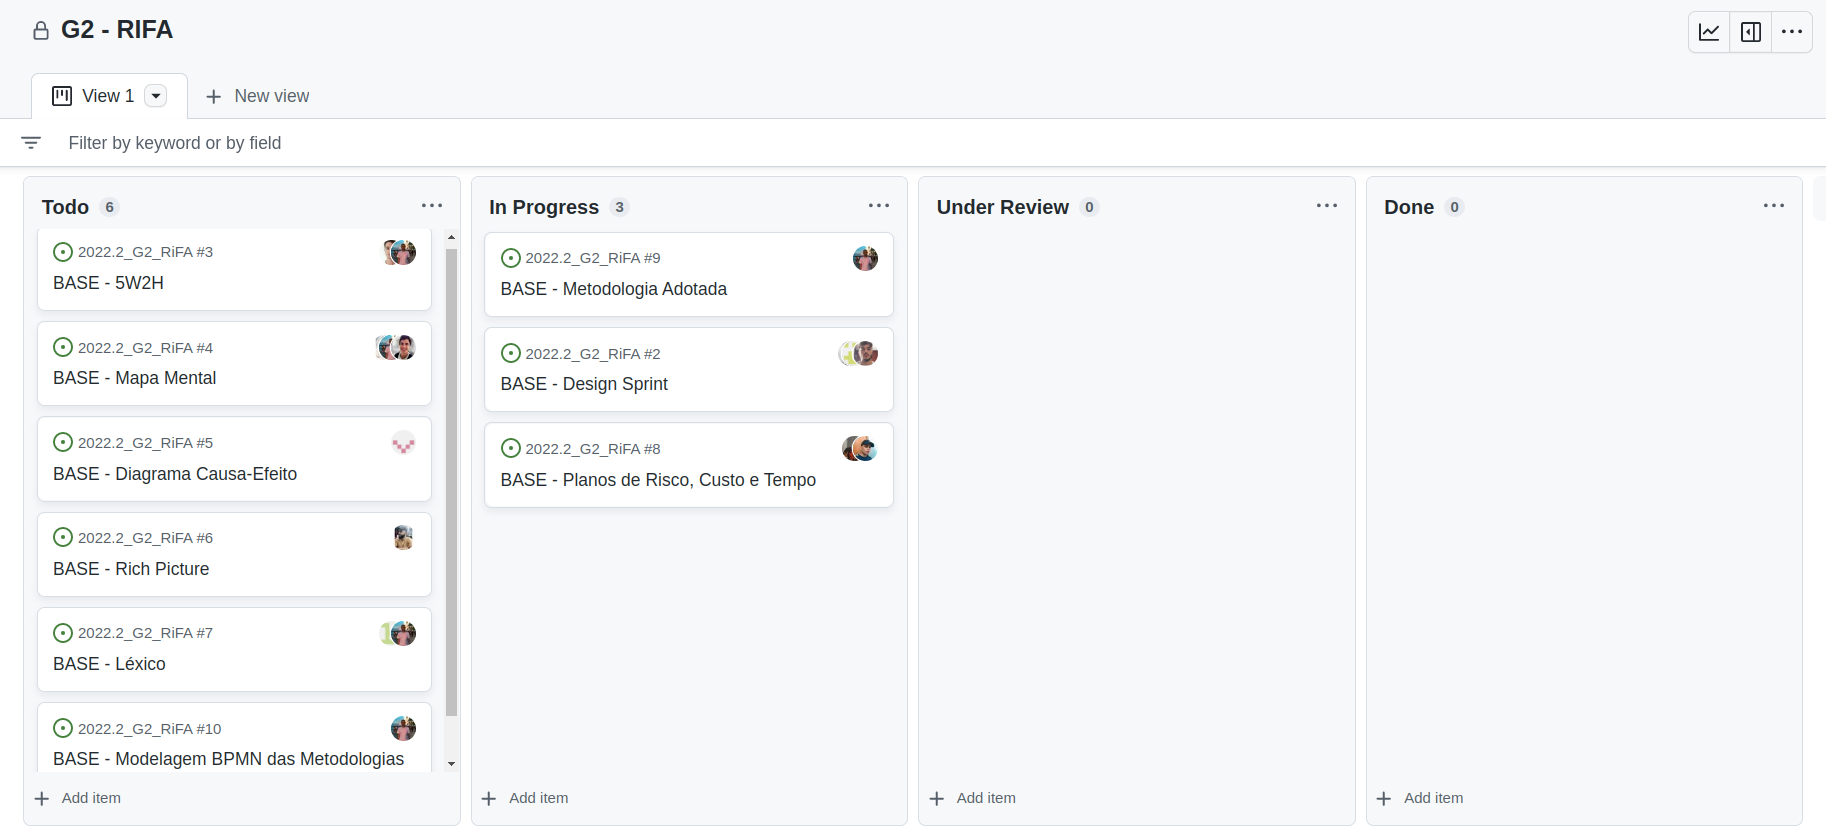 G2 - RIFA
View 1
New view
Filter by keyword or by field
Todo 6
2022.2_G2_RiFA #3
BASE - 5W2H
2022.2_G2_RiFA #4
BASE - Mapa Mental
2022.2_G2_RiFA #5
BASE - Diagrama Causa-Efeito
2022.2_G2_RiFA #6
BASE - Rich Picture
2022.2_G2_RiFA #7
BASE - Léxico
2022.2_G2_RiFA #10
BASE - Modelagem BPMN das Metodologias
Add item
In Progress 3
2022.2_G2_RiFA #9
BASE - Metodologia Adotada
2022.2_G2_RiFA #2
BASE - Design Sprint
2022.2_G2_RiFA #8
BASE - Planos de Risco, Custo e Tempo
Add item
Under Review 0
Add item
Done 0
Add item